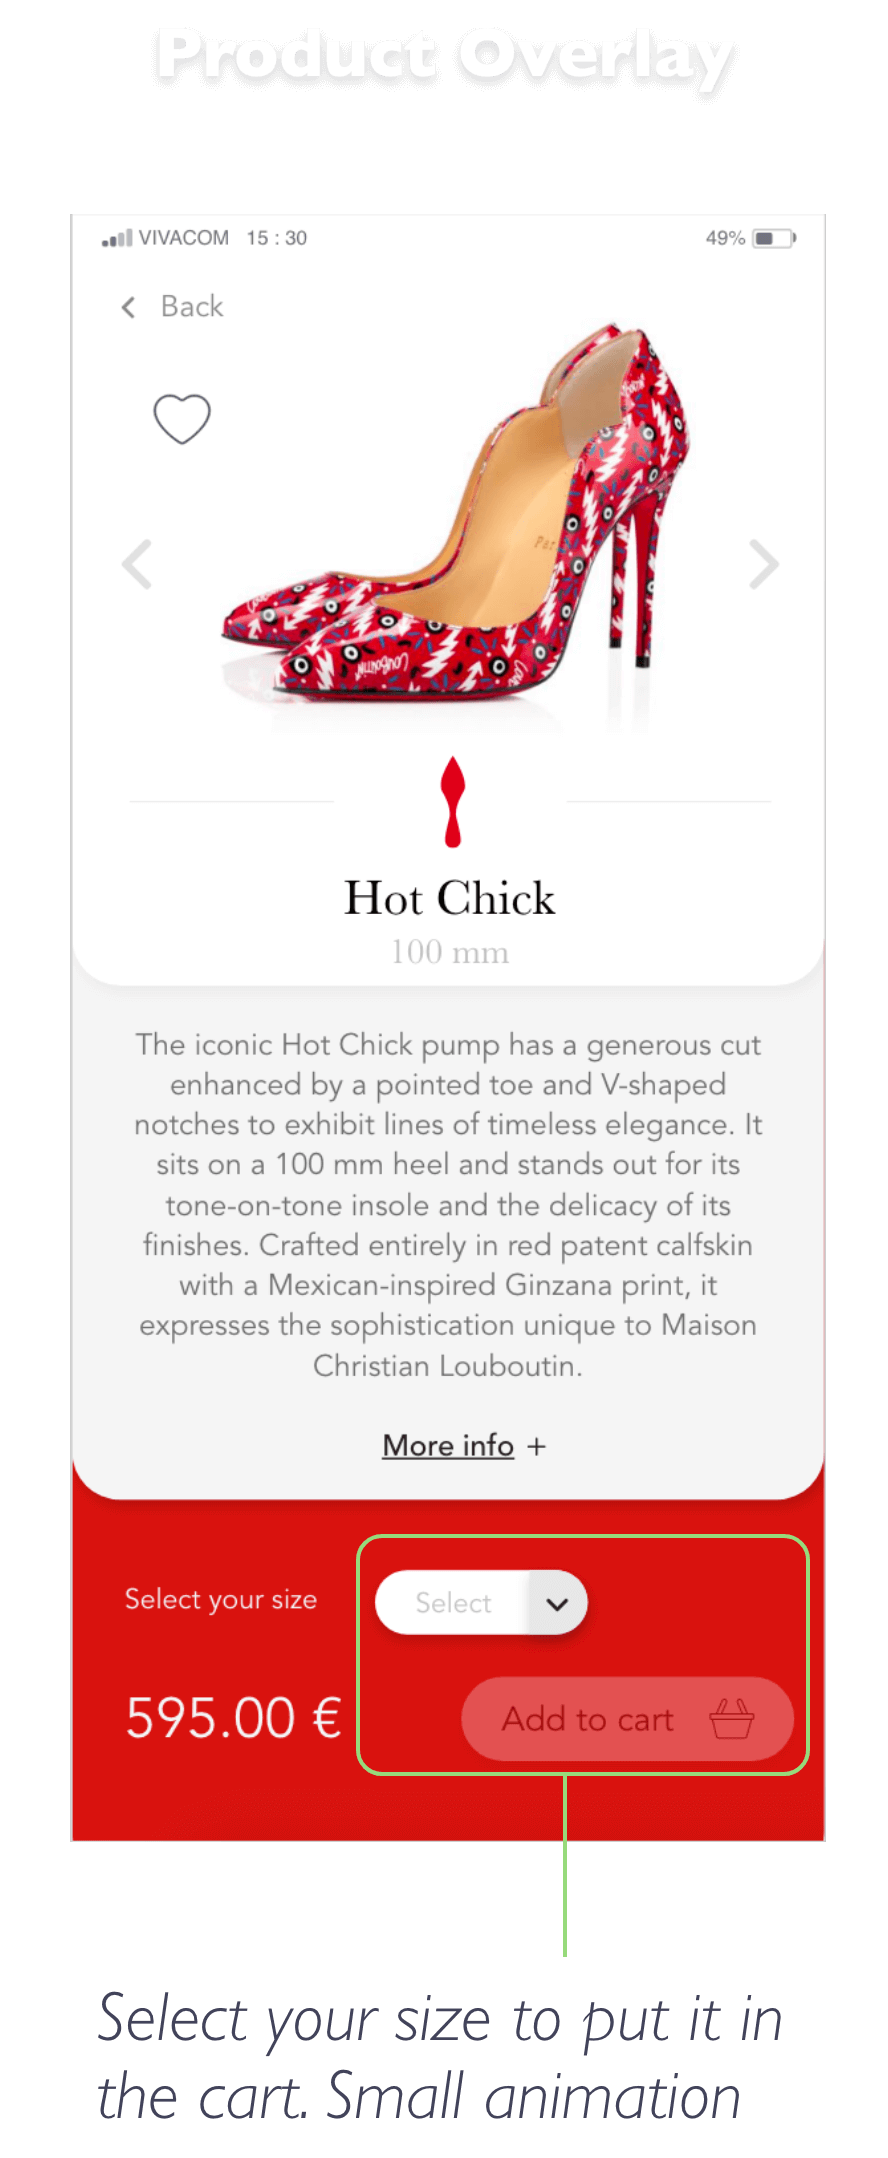 Product Overlay
VIVACOM 15 : 30 49%
Back
Paris
Louboutin
Hot Chick
100 mm
The iconic Hot Chick pump has a generous cut
enhanced by a pointed toe and V-shaped
notches to exhibit lines of timeless elegance. It
sits on a 100 mm heel and stands out for its
tone-on-tone insole and the delicacy of its
finishes. Crafted entirely in red patent calfskin
with a Mexican-inspired Ginzana print, it
expresses the sophistication unique to Maison
Christian Louboutin.
More info +
Select your size Select
595.00 € Add to cart
Select your size to put it in
the cart. Small animation